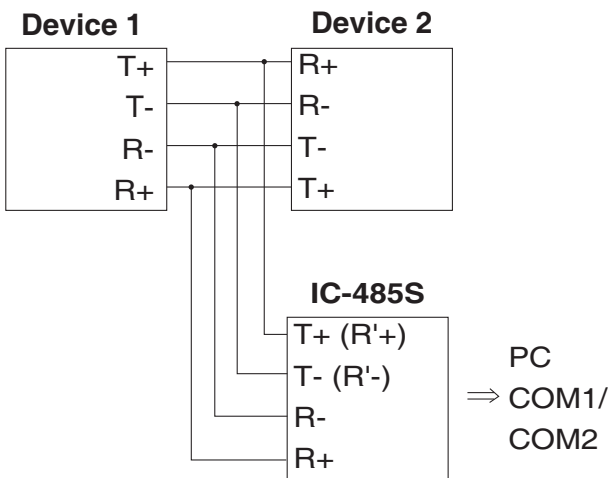 Device 1
Device 2
T+
T-
R-
R+
R+
R-
T-
T+
IC-485S
T+ (R'+)
T- (R'-)
R-
R+
⇒
PC
COM1/
COM2